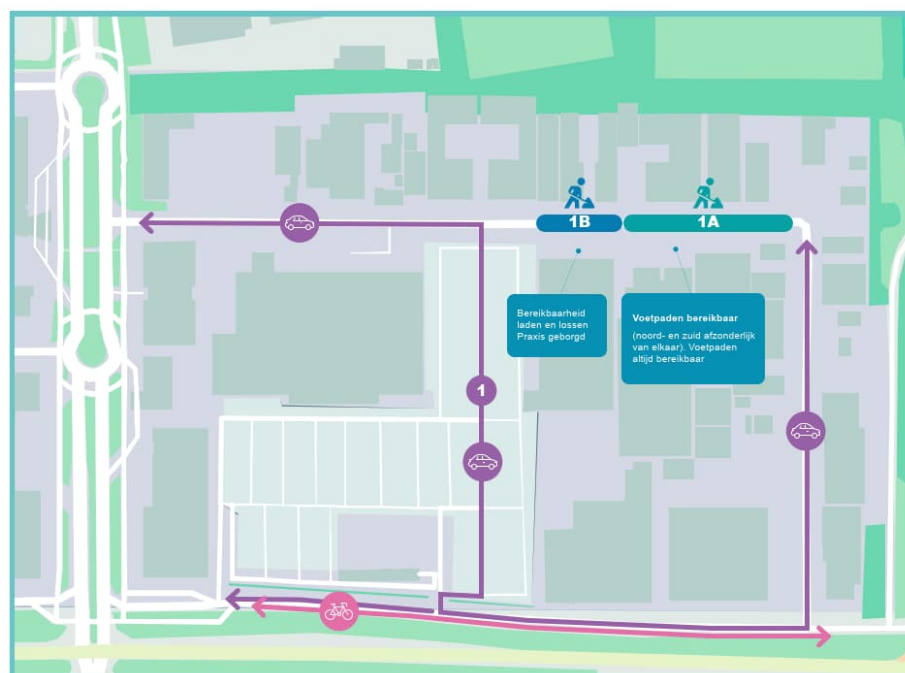 1B
1A
Bereikbaarheid
laden en lossen
Praxis geborgd
Voetpaden bereikbaar
(noord- en zuid afzonderlijk
van elkaar). Voetpaden
altijd bereikbaar
1